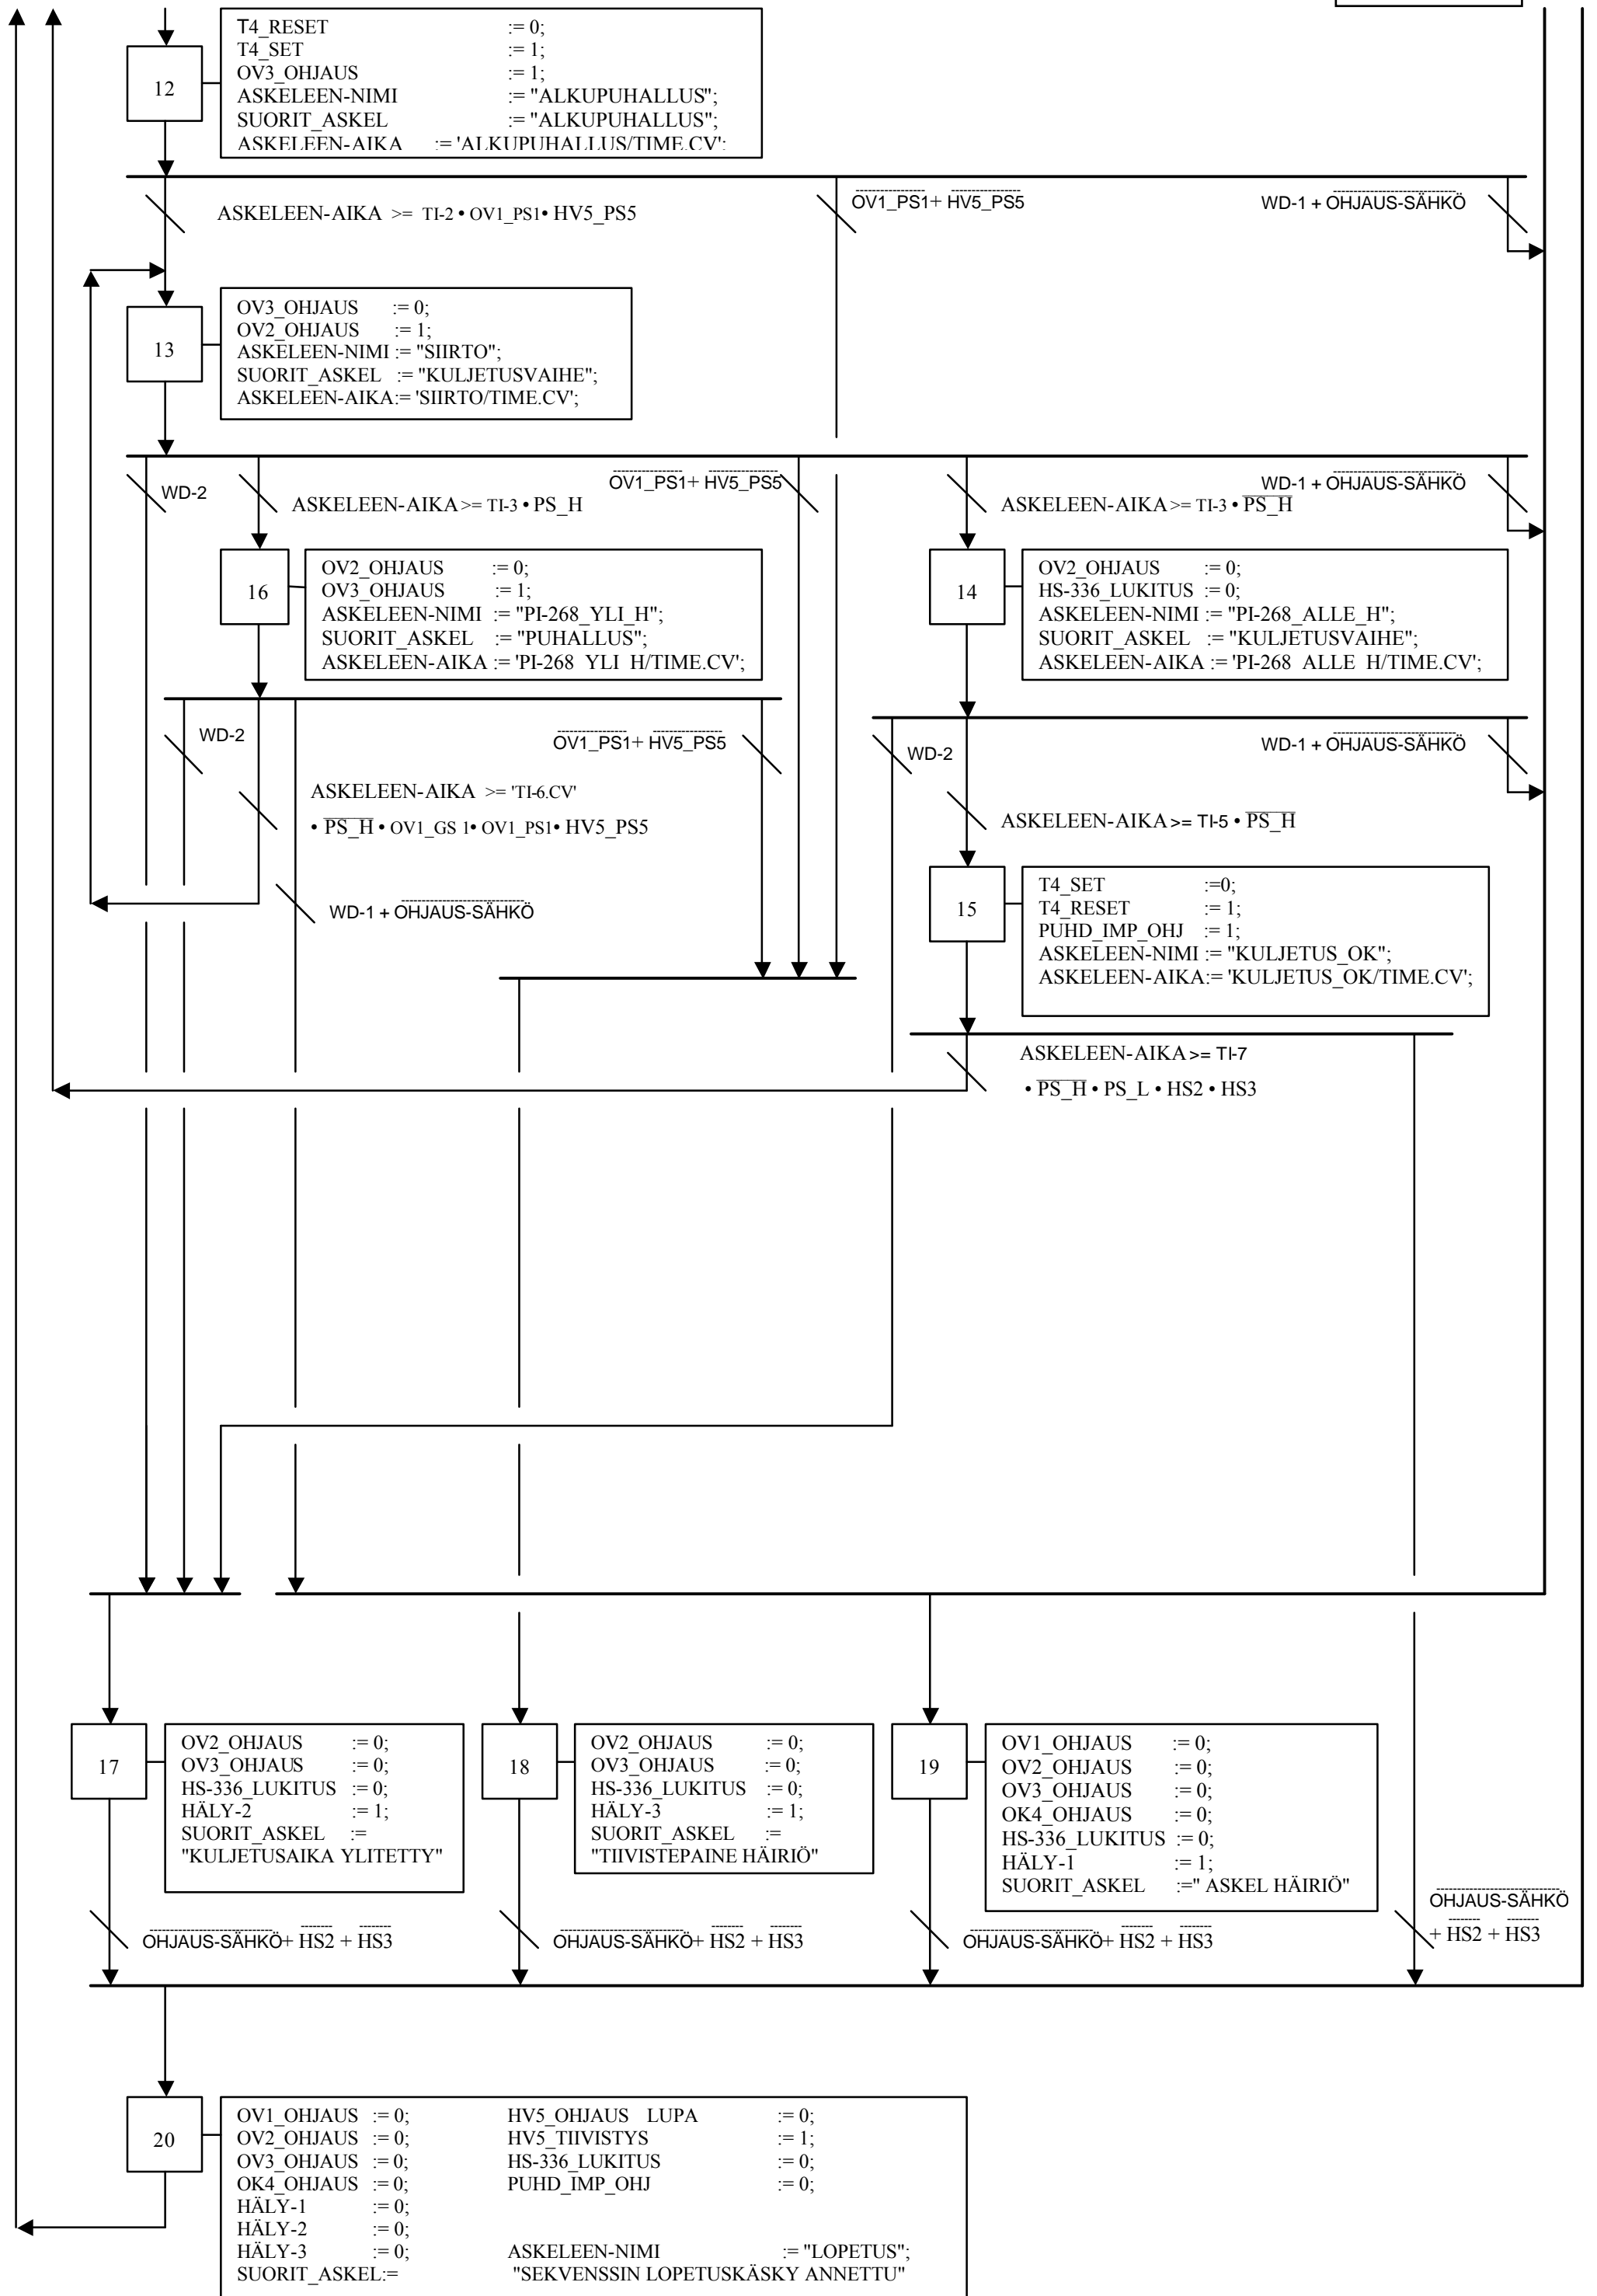 12
T4_RESET := 0;
T4_SET := 1;
OV3_OHJAUS := 1;
ASKELEEN-NIMI := "ALKUPUHALLUS";
SUORIT_ASKEL := "ALKUPUHALLUS";
ASKELEEN-AIKA := 'ALKUPUHALLUS/TIME.CV';
ASKELEEN-AIKA >= TI-2 • OV1_PS1• HV5_PS5
OV1_PS1+ HV5_PS5
WD-1 + OHJAUS-SÄHKÖ
13
OV3_OHJAUS := 0;
OV2_OHJAUS := 1;
ASKELEEN-NIMI := "SIIRTO";
SUORIT_ASKEL := "KULJETUSVAIHE";
ASKELEEN-AIKA:= 'SIIRTO/TIME.CV';
WD-2
ASKELEEN-AIKA >= TI-3 • PS_H
OV1_PS1+ HV5_PS5
ASKELEEN-AIKA >= TI-3 • PS_H
WD-1 + OHJAUS-SÄHKÖ
16
OV2_OHJAUS := 0;
OV3_OHJAUS := 1;
ASKELEEN-NIMI := "PI-268_YLI_H";
SUORIT_ASKEL := "PUHALLUS";
ASKELEEN-AIKA := 'PI-268_YLI_H/TIME.CV';
14
OV2_OHJAUS := 0;
HS-336_LUKITUS := 0;
ASKELEEN-NIMI := "PI-268_ALLE_H";
SUORIT_ASKEL := "KULJETUSVAIHE";
ASKELEEN-AIKA := 'PI-268_ALLE_H/TIME.CV';
WD-2
OV1_PS1+ HV5_PS5
ASKELEEN-AIKA >= 'TI-6.CV'
• PS_H • OV1_GS 1• OV1_PS1• HV5_PS5
WD-1 + OHJAUS-SÄHKÖ
WD-2
WD-1 + OHJAUS-SÄHKÖ
ASKELEEN-AIKA >= TI-5 • PS_H
15
T4_SET :=0;
T4_RESET := 1;
PUHD_IMP_OHJ := 1;
ASKELEEN-NIMI := "KULJETUS_OK";
ASKELEEN-AIKA:= 'KULJETUS_OK/TIME.CV';
ASKELEEN-AIKA >= TI-7
• PS_H • PS_L • HS2 • HS3
17
OV2_OHJAUS := 0;
OV3_OHJAUS := 0;
HS-336_LUKITUS := 0;
HÄLY-2 := 1;
SUORIT_ASKEL :=
"KULJETUSAIKA YLITETTY"
OHJAUS-SÄHKÖ+ HS2 + HS3
18
OV2_OHJAUS := 0;
OV3_OHJAUS :=0;
HS-336_LUKITUS := 0;
HÄLY-3 := 1;
SUORIT_ASKEL :=
"TIIVISTEPAINE HÄIRIÖ"
OHJAUS-SÄHKÖ+ HS2 + HS3
19
OV1_OHJAUS := 0;
OV2_OHJAUS := 0;
OV3_OHJAUS := 0;
OK4_OHJAUS := 0;
HS-336_LUKITUS := 0;
HÄLY-1 := 1;
SUORIT_ASKEL :=" ASKEL HÄIRIÖ"
OHJAUS-SÄHKÖ+ HS2 + HS3
OHJAUS-SÄHKÖ
+ HS2 + HS3
20
OV1_OHJAUS := 0; HV5_OHJAUS LUPA := 0;
OV2_OHJAUS := 0; HV5_TIIVISTYS := 1;
OV3_OHJAUS := 0; HS-336_LUKITUS := 0;
OK4_OHJAUS := 0; PUHD_IMP_OHJ := 0;
HÄLY-1 := 0;
HÄLY-2 := 0;
HÄLY-3 := 0; ASKELEEN-NIMI := "LOPETUS";
SUORIT_ASKEL:= "SEKVENSSIN LOPETUSKÄSKY ANNETTU"